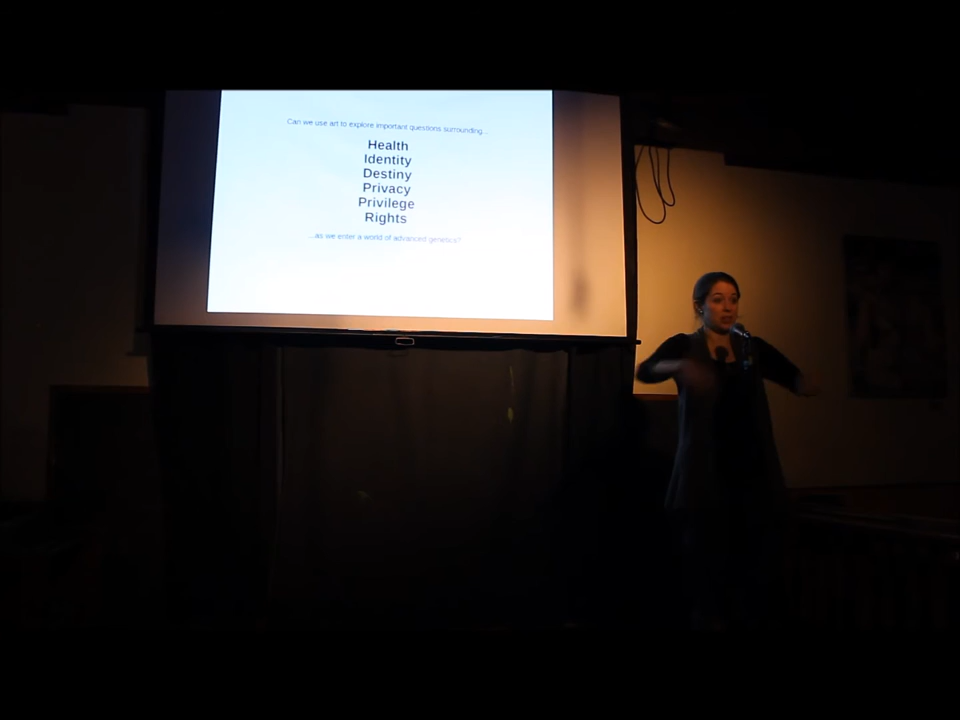 Can we use art to explore important questions surrounding...
Health
Identity
Destiny
Privacy
Privilege
Rights
...as we enter a world of advanced genetics?